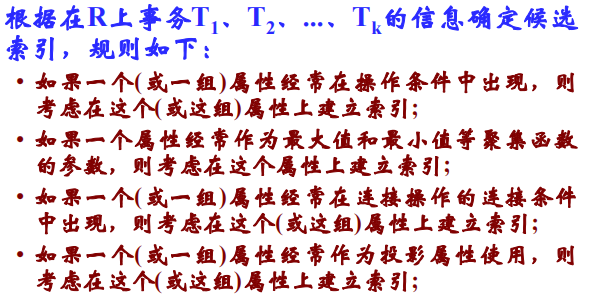 根据在R上事务T1、T2、...、Tk的信息确定候选
索引，规则如下：
• 如果一个(或一组)属性经常在操作条件中出现，则
考虑在这个(或这组)属性上建立索引；
• 如果一个属性经常作为最大值和最小值等聚集函数
的参数，则考虑在这个属性上建立索引；
• 如果一个(或一组)属性经常在连接操作的连接条件
中出现，则考虑在这个(或这组)属性上建立索引；
• 如果一个(或一组)属性经常作为投影属性使用，则
考虑在这个(或这组)属性上建立索引；